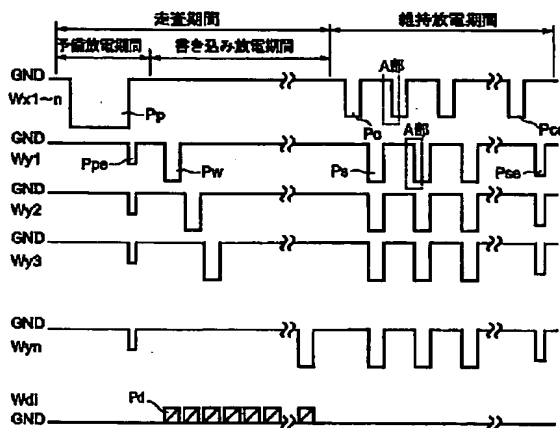 走査期間
維持放電期間
予備放電期間
書き込み放電期間
A部
GND
Wx1～n
Pp
Pc
Pce
A部
GND
Wy1
Ppe
Pw
Ps
Pse
GND
Wy2
GND
Wy3
GND
Wyn
Wdi
Pd
GND